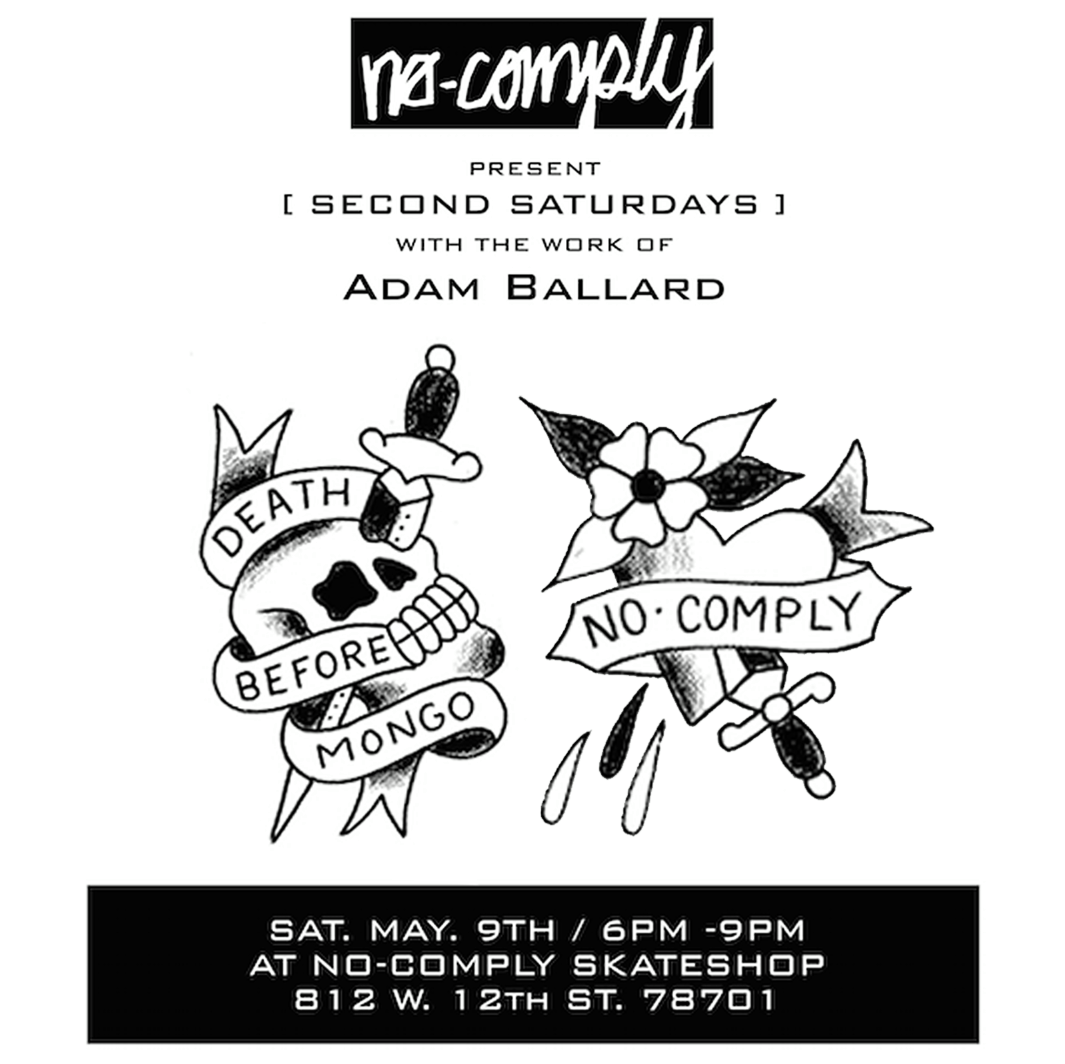 no-comply
PRESENT
[ SECOND SATURDAYS ]
WITH THE WORK OF
ADAM BALLARD
DEATH
BEFORE
MONGO
NO·COMPLY
SAT. MAY. 9TH / 6PM -9PM
AT NO-COMPLY SKATESHOP
812 W. 12TH ST. 78701